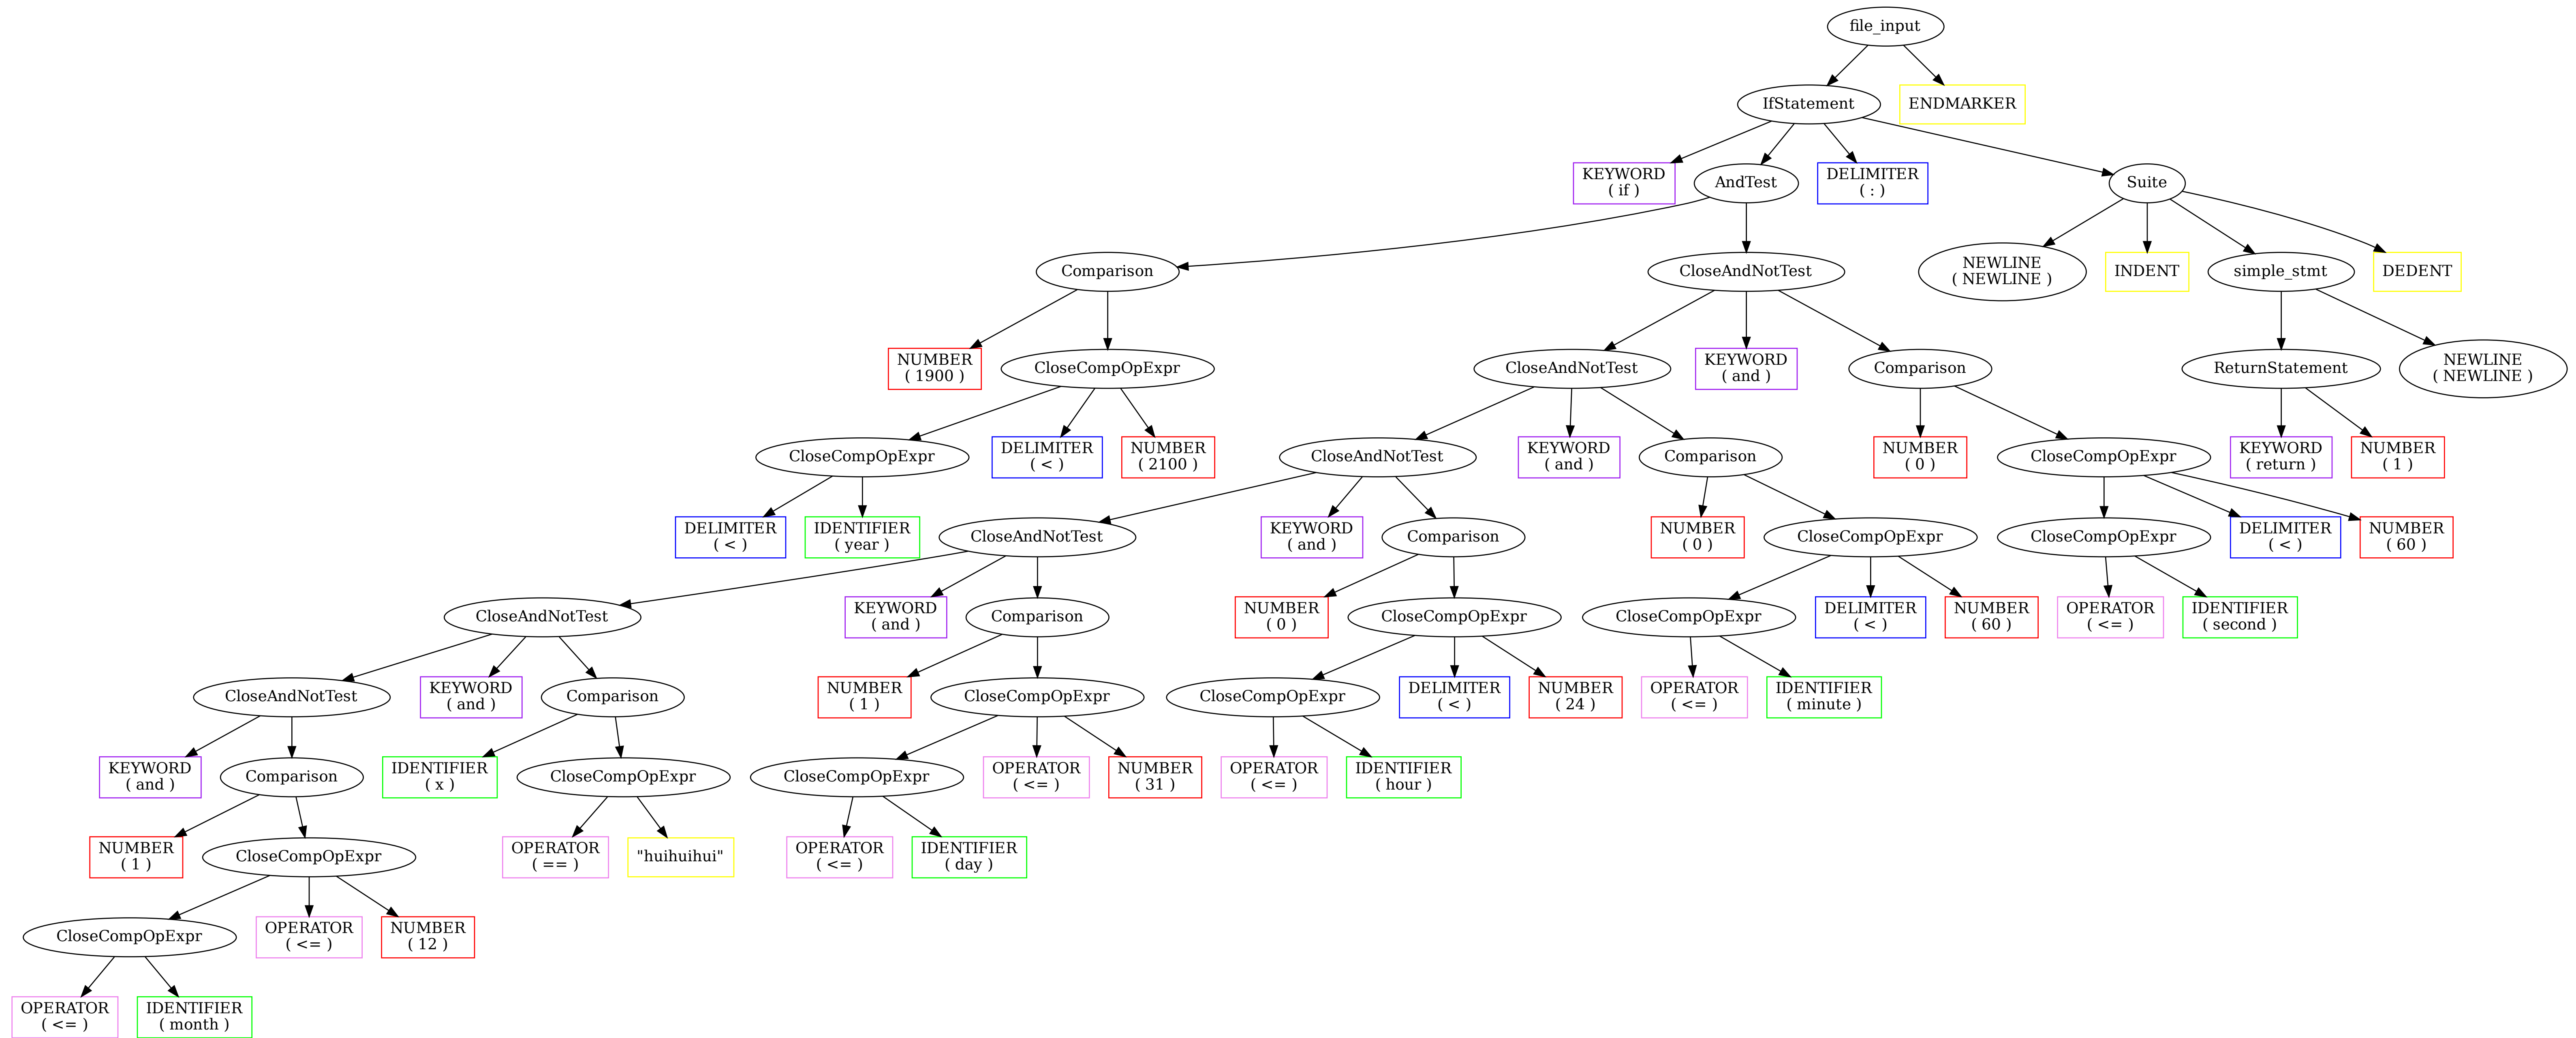 file_input
IfStatement
ENDMARKER
KEYWORD
( if )
AndTest
DELIMITER
( : )
Suite
Comparison
CloseAndNotTest
NEWLINE
( NEWLINE )
INDENT
simple_stmt
DEDENT
NUMBER
( 1900 )
CloseCompOpExpr
CloseAndNotTest
KEYWORD
( and )
Comparison
ReturnStatement
NEWLINE
( NEWLINE )
CloseCompOpExpr
DELIMITER
( < )
NUMBER
( 2100 )
CloseAndNotTest
KEYWORD
( and )
Comparison
NUMBER
( 0 )
CloseCompOpExpr
KEYWORD
( return )
NUMBER
( 1 )
DELIMITER
( < )
IDENTIFIER
( year )
CloseAndNotTest
KEYWORD
( and )
Comparison
NUMBER
( 0 )
CloseCompOpExpr
CloseCompOpExpr
DELIMITER
( < )
NUMBER
( 60 )
CloseAndNotTest
KEYWORD
( and )
Comparison
NUMBER
( 0 )
CloseCompOpExpr
CloseCompOpExpr
DELIMITER
( < )
NUMBER
( 60 )
OPERATOR
( <= )
IDENTIFIER
( second )
CloseAndNotTest
KEYWORD
( and )
Comparison
NUMBER
( 1 )
CloseCompOpExpr
CloseCompOpExpr
DELIMITER
( < )
NUMBER
( 24 )
OPERATOR
( <= )
IDENTIFIER
( minute )
KEYWORD
( and )
Comparison
IDENTIFIER
( x )
CloseCompOpExpr
CloseCompOpExpr
OPERATOR
( <= )
NUMBER
( 31 )
OPERATOR
( <= )
IDENTIFIER
( hour )
NUMBER
( 1 )
CloseCompOpExpr
OPERATOR
( == )
"huihuihui"
OPERATOR
( <= )
IDENTIFIER
( day )
CloseCompOpExpr
OPERATOR
( <= )
NUMBER
( 12 )
OPERATOR
( <= )
IDENTIFIER
( month )